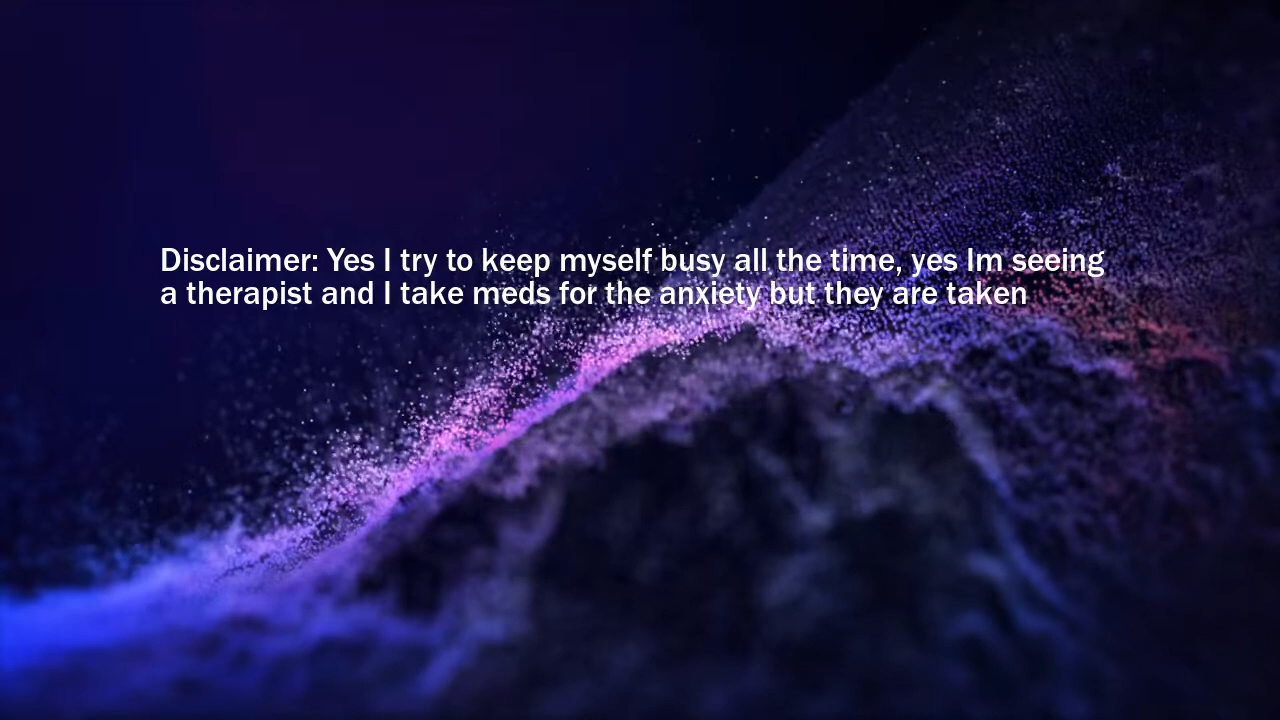 Disclaimer: Yes I try to keep myself busy all the time, yes Im seeing
a therapist and I take meds for the anxiety but they are taken